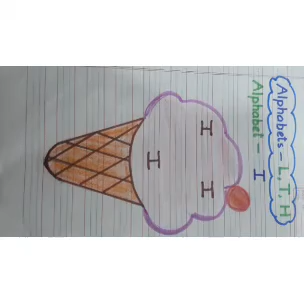 Alphabets – L, T, H
Alphabet – I
I I
I